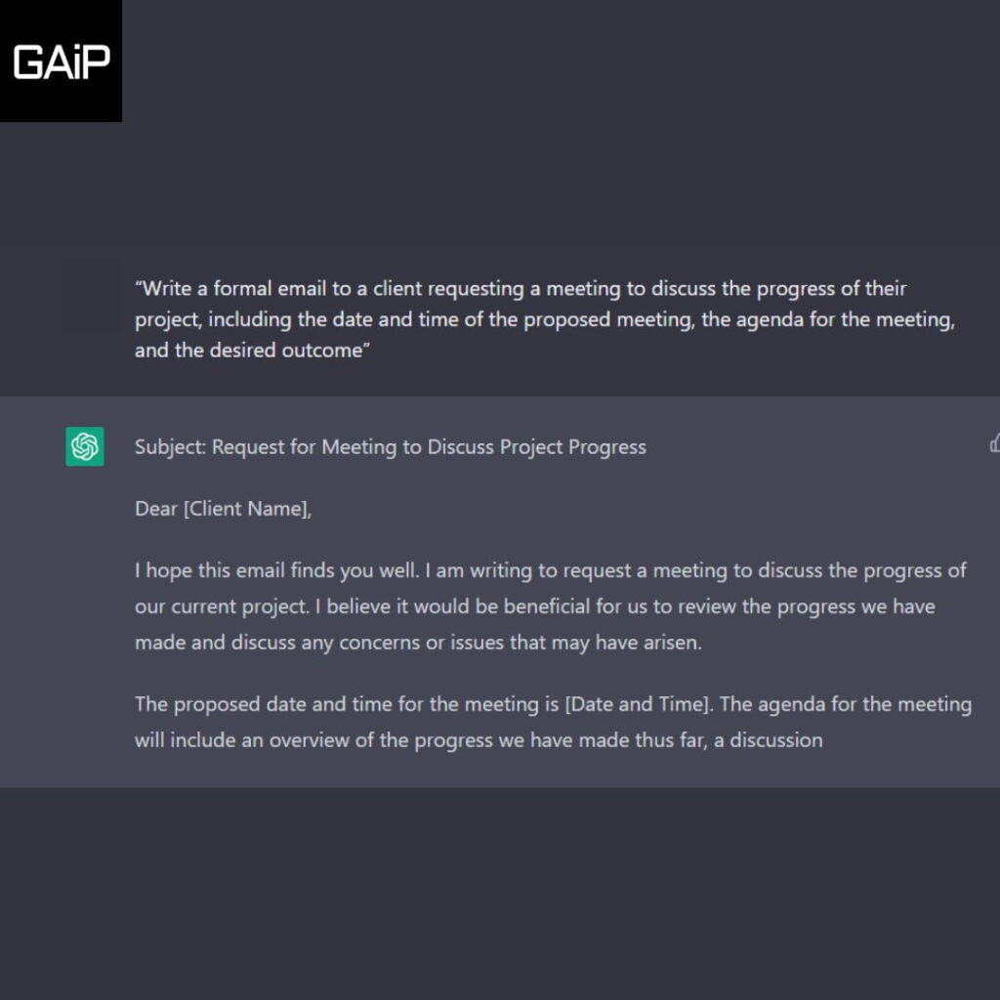 GAiP
“Write a formal email to a client requesting a meeting to discuss the progress of their
project, including the date and time of the proposed meeting, the agenda for the meeting,
and the desired outcome”
Subject: Request for Meeting to Discuss Project Progress
Dear [Client Name],
I hope this email finds you well. I am writing to request a meeting to discuss the progress of
our current project. I believe it would be beneficial for us to review the progress we have
made and discuss any concerns or issues that may have arisen.
The proposed date and time for the meeting is [Date and Time]. The agenda for the meeting
will include an overview of the progress we have made thus far, a discussion